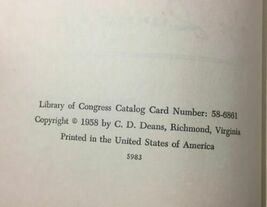 Library of Congress Catalog Card Number: 58-6861
Copyright © 1958 by C. D. Deans, Richmond, Virginia
Printed in the United States of America
5983